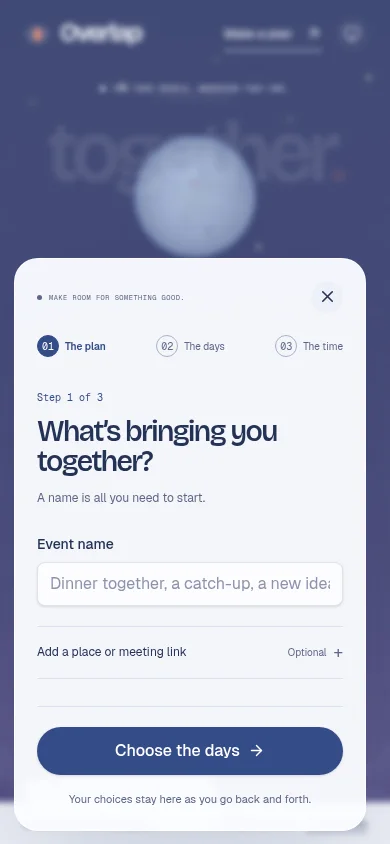 Overlap
Make a plan
together.
MAKE ROOM FOR SOMETHING GOOD.
01 The plan
02 The days
03 The time
Step 1 of 3
What's bringing you
together?
A name is all you need to start.
Event name
Dinner together, a catch-up, a new idea
Add a place or meeting link
Optional +
Choose the days →
Your choices stay here as you go back and forth.